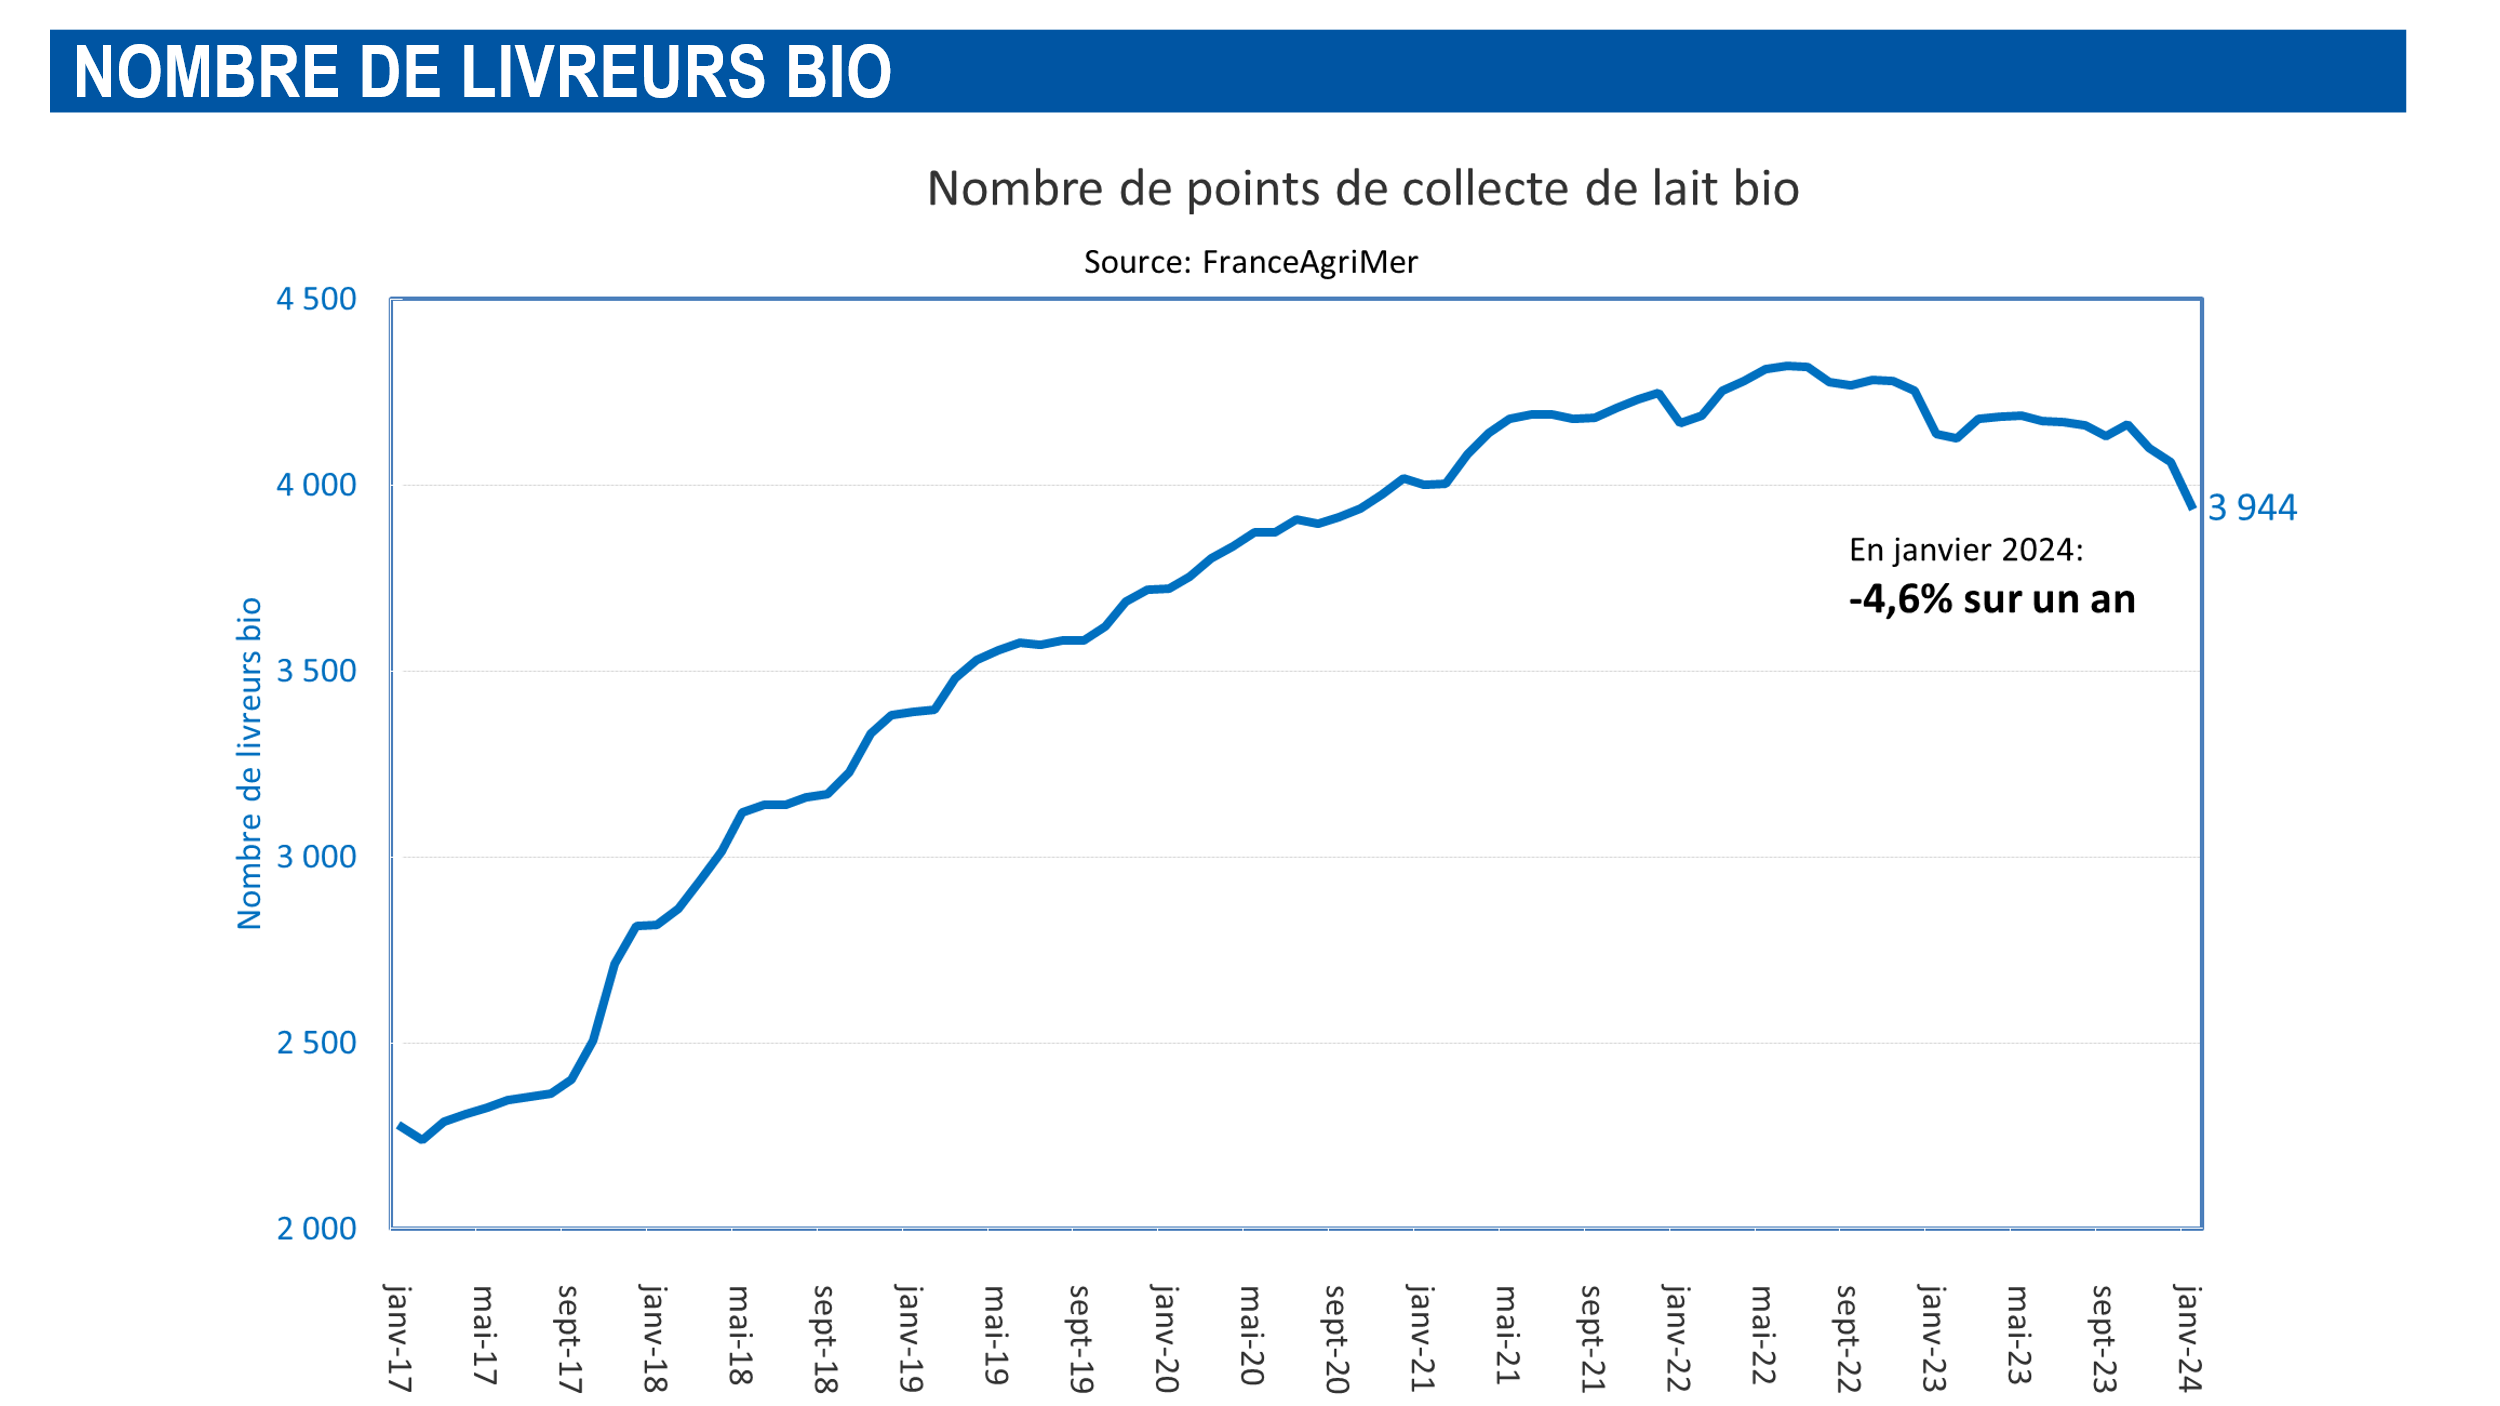 NOMBRE DE LIVREURS BIO
Nombre de points de collecte de lait bio
Source: FranceAgriMer
4 500
4 000
3 500
3 000
2 500
2 000
Nombre de livreurs bio
3 944
En janvier 2024:
-4,6% sur un an
janv-17
mai-17
sept-17
janv-18
mai-18
sept-18
janv-19
mai-19
sept-19
janv-20
mai-20
sept-20
janv-21
mai-21
sept-21
janv-22
mai-22
sept-22
janv-23
mai-23
sept-23
janv-24